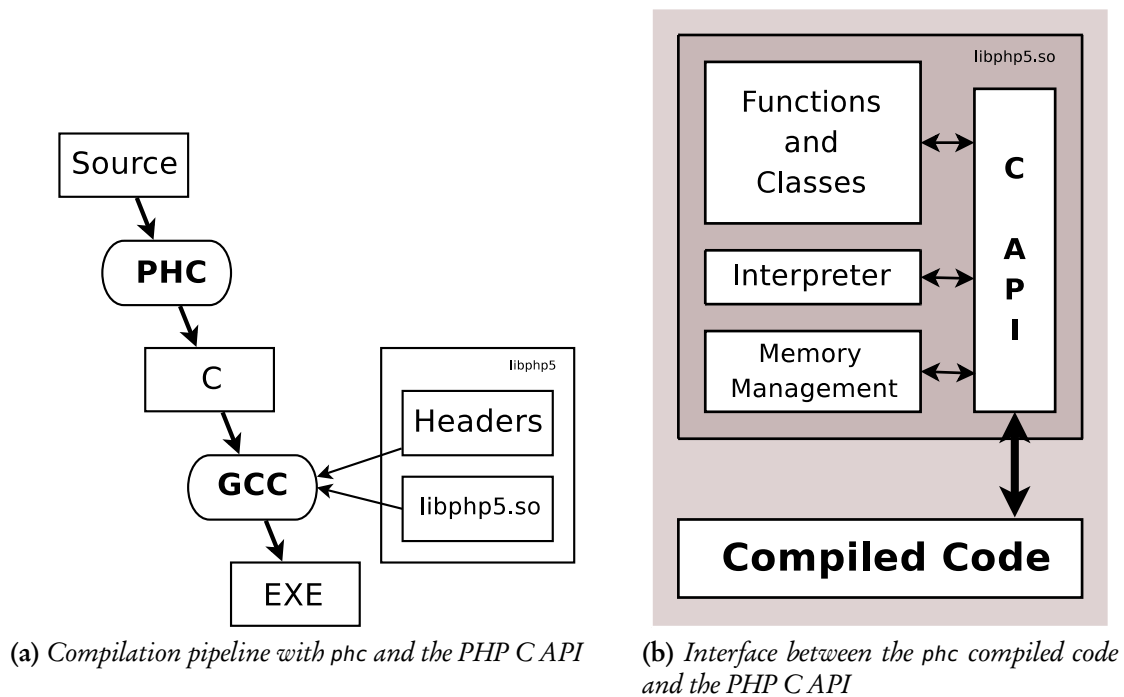 Source
PHC
C
GCC
EXE
libphp5
Headers
libphp5.so
(a) Compilation pipeline with phc and the PHP C API
libphp5.so
Functions
and
Classes
Interpreter
Memory
Management
C
A
P
I
Compiled Code
(b) Interface between the phc compiled code
and the PHP C API